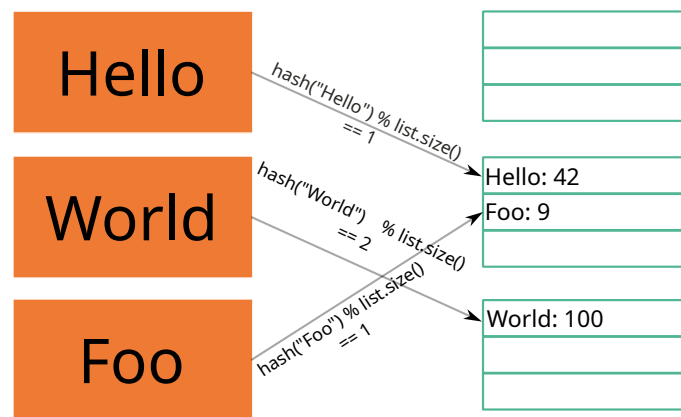 Hello
hash("Hello") % list.size()
== 1
Hello: 42
World
hash("World") % list.size()
== 2
Foo: 9
Foo
hash("Foo") % list.size()
== 1
World: 100